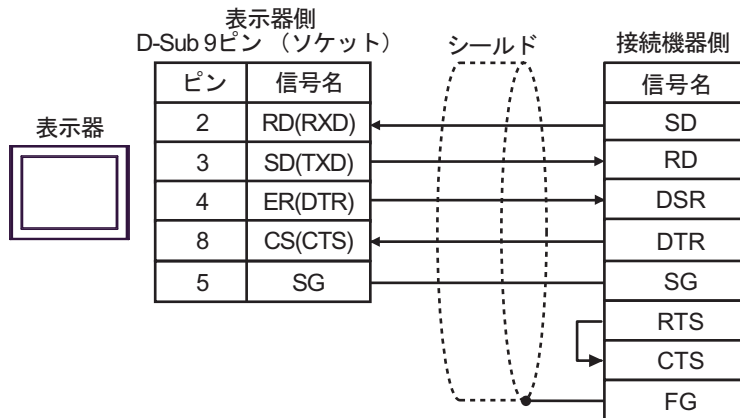 表示器側
D-Sub 9ピン （ソケット）
シールド
接続機器側
表示器
ピン 信号名 信号名
2 RD(RXD) SD
3 SD(TXD) RD
4 ER(DTR) DSR
8 CS(CTS) DTR
5 SG SG
RTS
CTS
FG